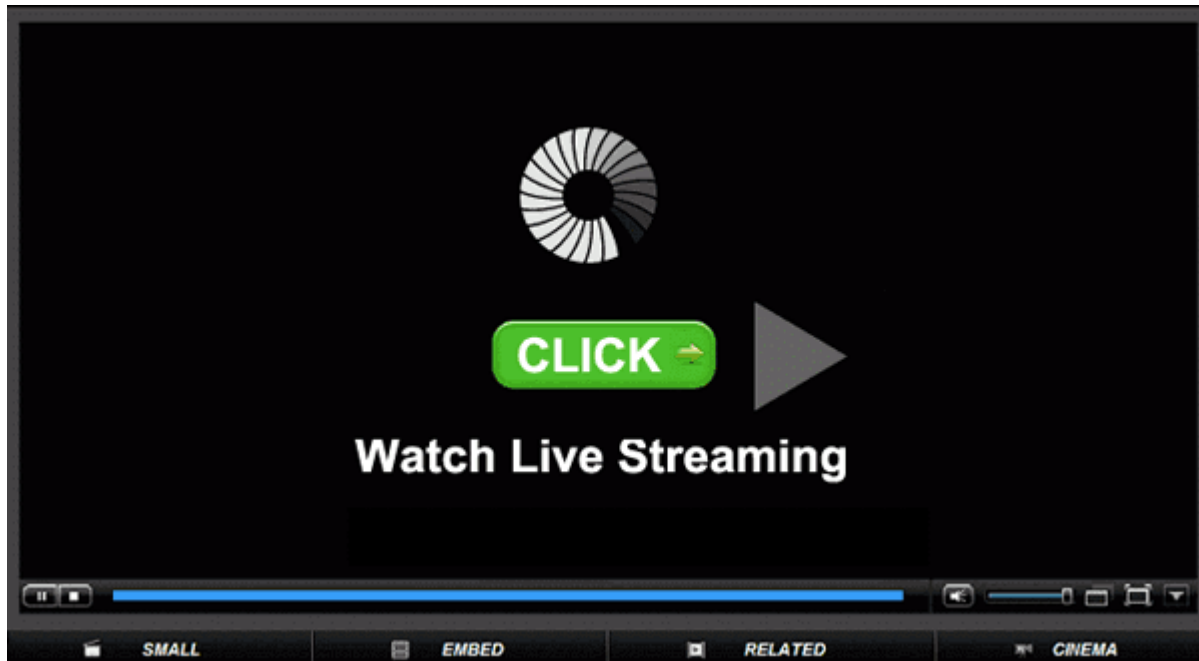 CLICK
Watch Live Streaming
SMALL
EMBED
RELATED
CINEMA